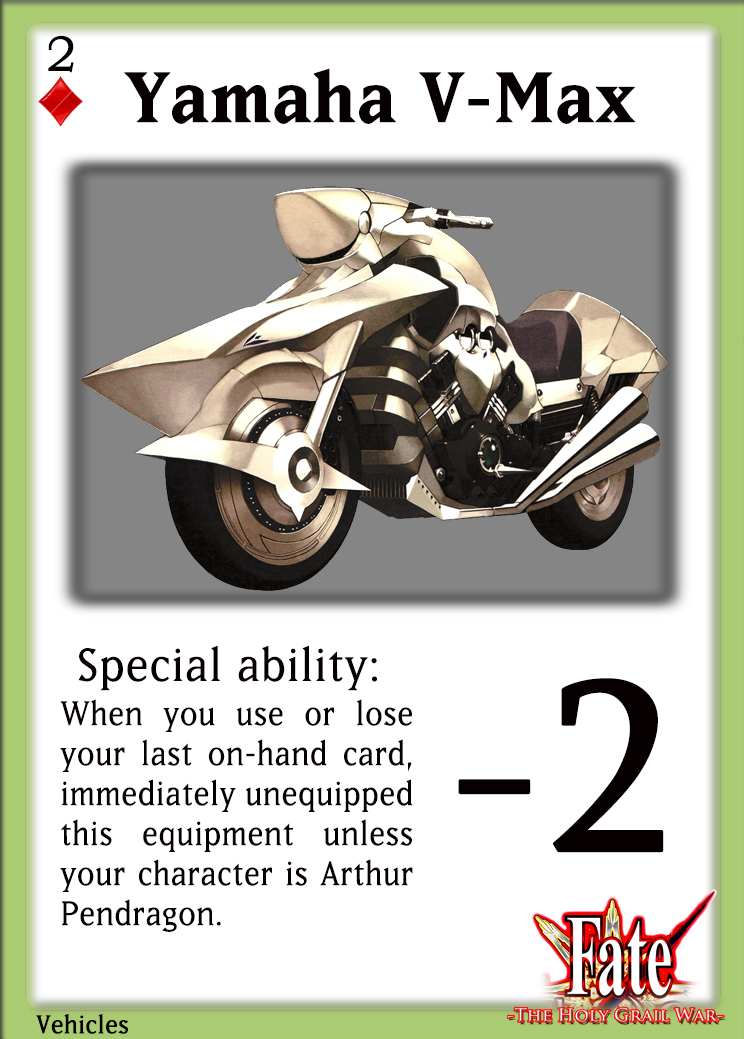 2
Yamaha V-Max
Special ability:
When you use or lose
your last on-hand card,
immediately unequipped
this equipment unless
your character is Arthur
Pendragon.
-2
Fate
-THE HOLY GRAIL WAR-
Vehicles